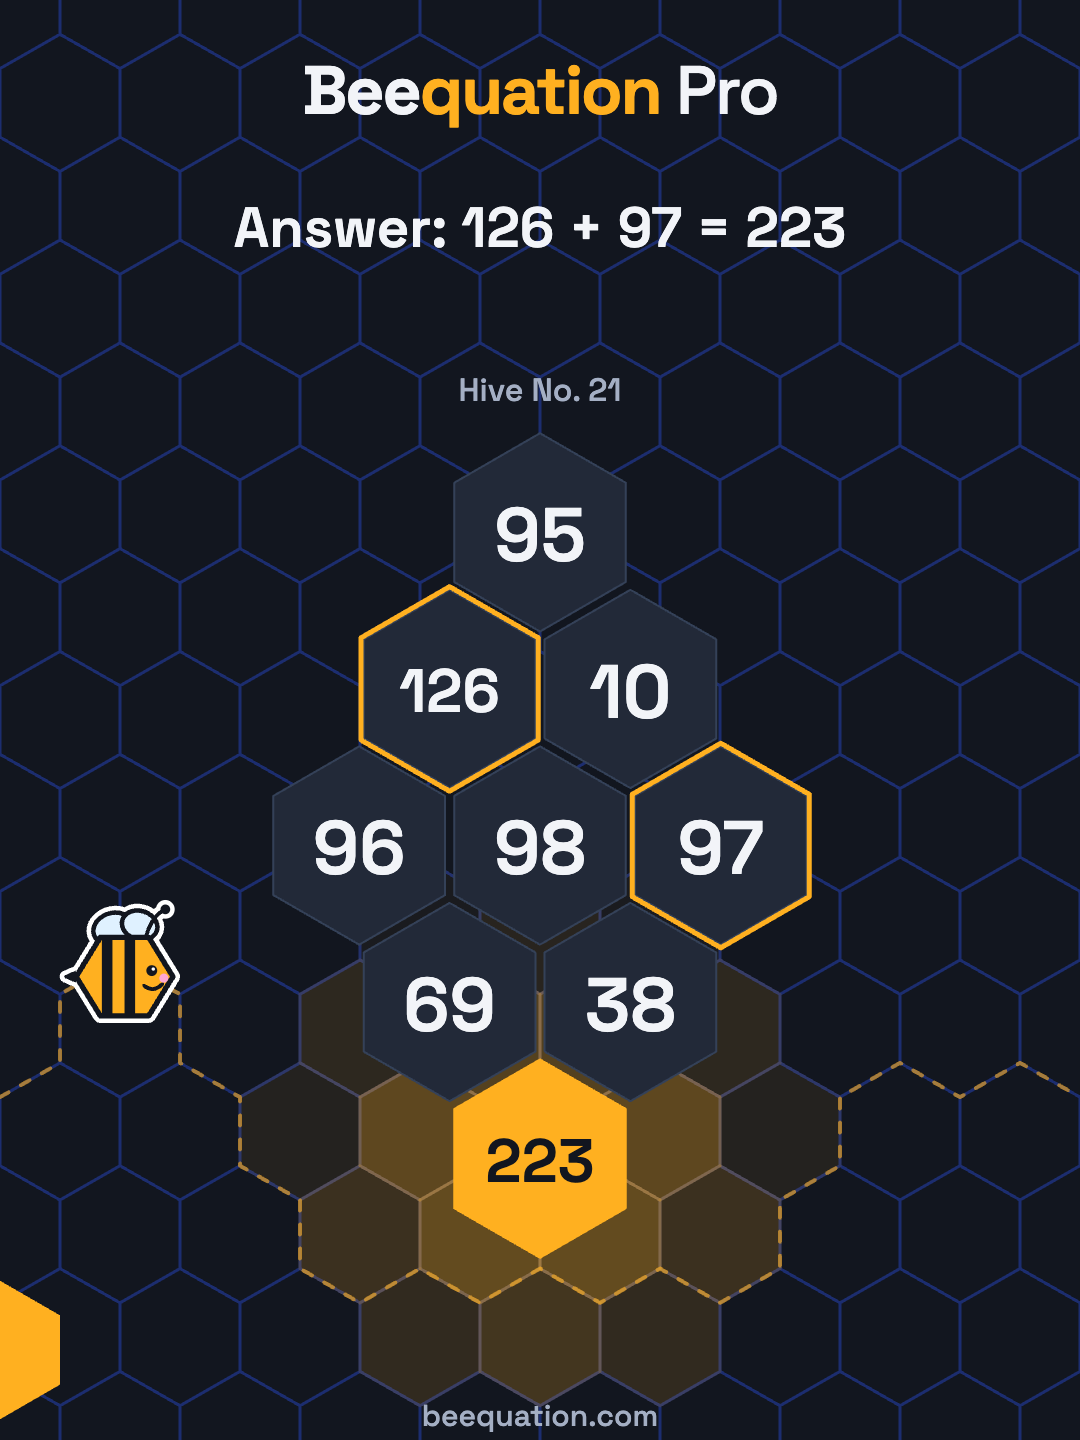 Beequation Pro
Answer: 126 + 97 = 223
Hive No. 21
95
126 10
96 98 97
69 38
223
beequation.com